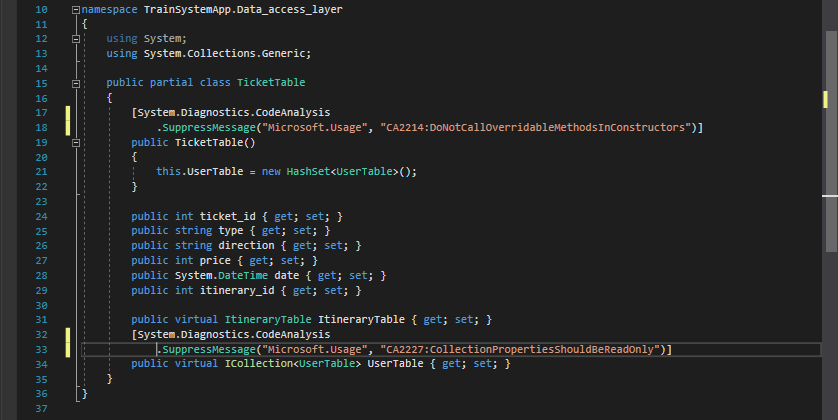 10 namespace TrainSystemApp.Data_access_layer
11 {
12 using System;
13 using System.Collections.Generic;
14
15 public partial class TicketTable
16 {
17 [System.Diagnostics.CodeAnalysis
18 .SuppressMessage("Microsoft.Usage", "CA2214:DoNotCallOverridableMethodsInConstructors")]
19 public TicketTable()
20 {
21 this.UserTable = new HashSet<UserTable>();
22 }
23
24 public int ticket_id { get; set; }
25 public string type { get; set; }
26 public string direction { get; set; }
27 public int price { get; set; }
28 public System.DateTime date { get; set; }
29 public int itinerary_id { get; set; }
30
31 public virtual ItineraryTable ItineraryTable { get; set; }
32 [System.Diagnostics.CodeAnalysis
33 .SuppressMessage("Microsoft.Usage", "CA2227:CollectionPropertiesShouldBeReadOnly")]
34 public virtual ICollection<UserTable> UserTable { get; set; }
35 }
36 }
37